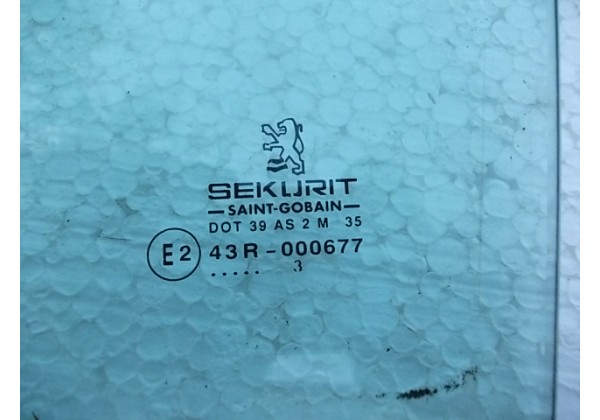 SEKURIT
SAINT-GOBAIN
DOT 39 AS 2 M 35
E2 43R-000677
..... 3